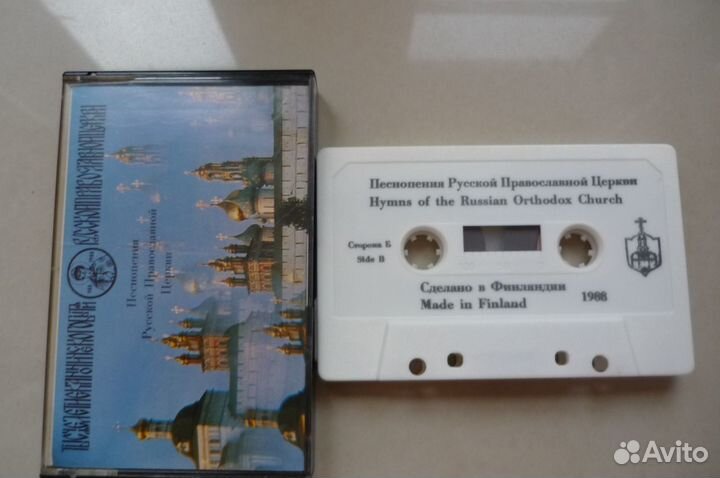 Песнопения
Русской Православной
Церкви
Песнопения Русской Православной Церкви
Hymns of the Russian Orthodox Church
Сторона Б
Side B
Сделано в Финляндии
Made in Finland
1988
Avito